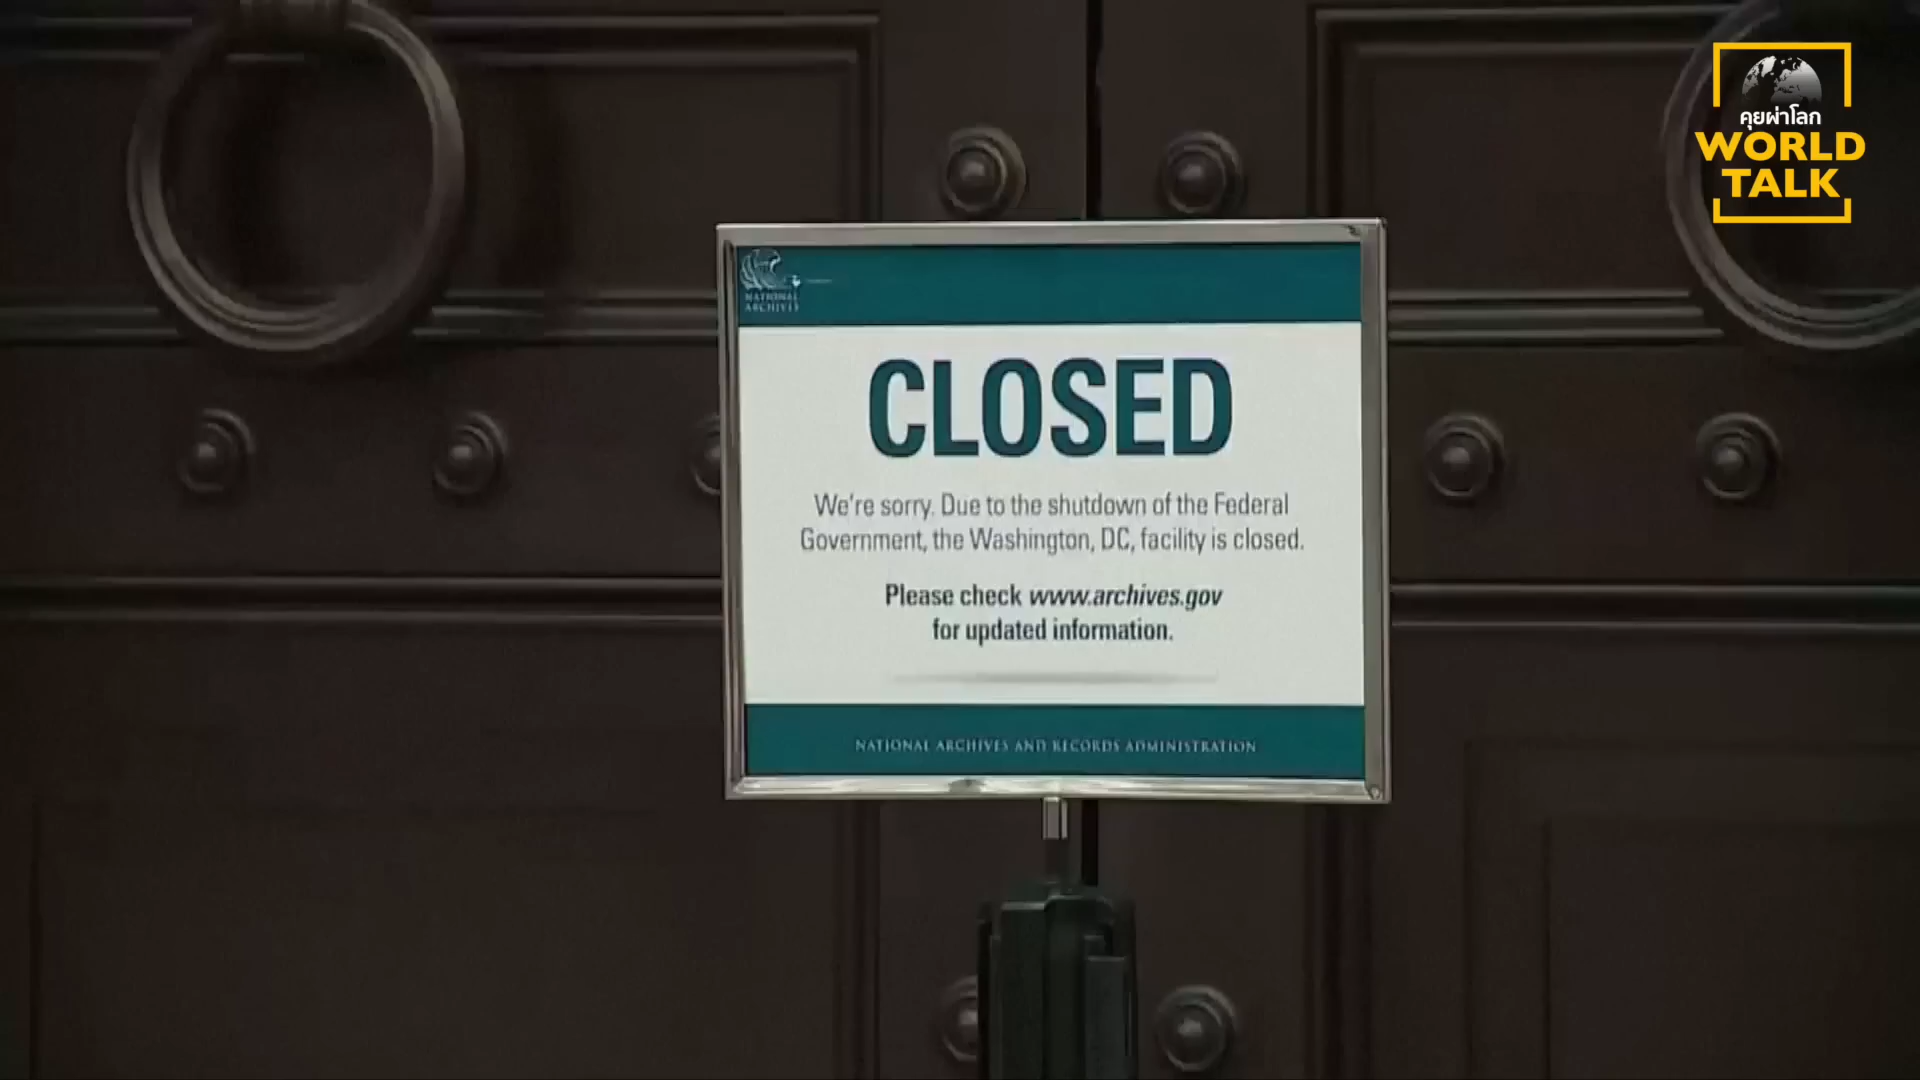 คุยผ่าโลก
WORLD
TALK
NATIONAL
ARCHIVES
CLOSED
We're sorry. Due to the shutdown of the Federal
Government, the Washington, DC, facility is closed.
Please check www.archives.gov
for updated information.
NATIONAL ARCHIVES AND RECORDS ADMINISTRATION